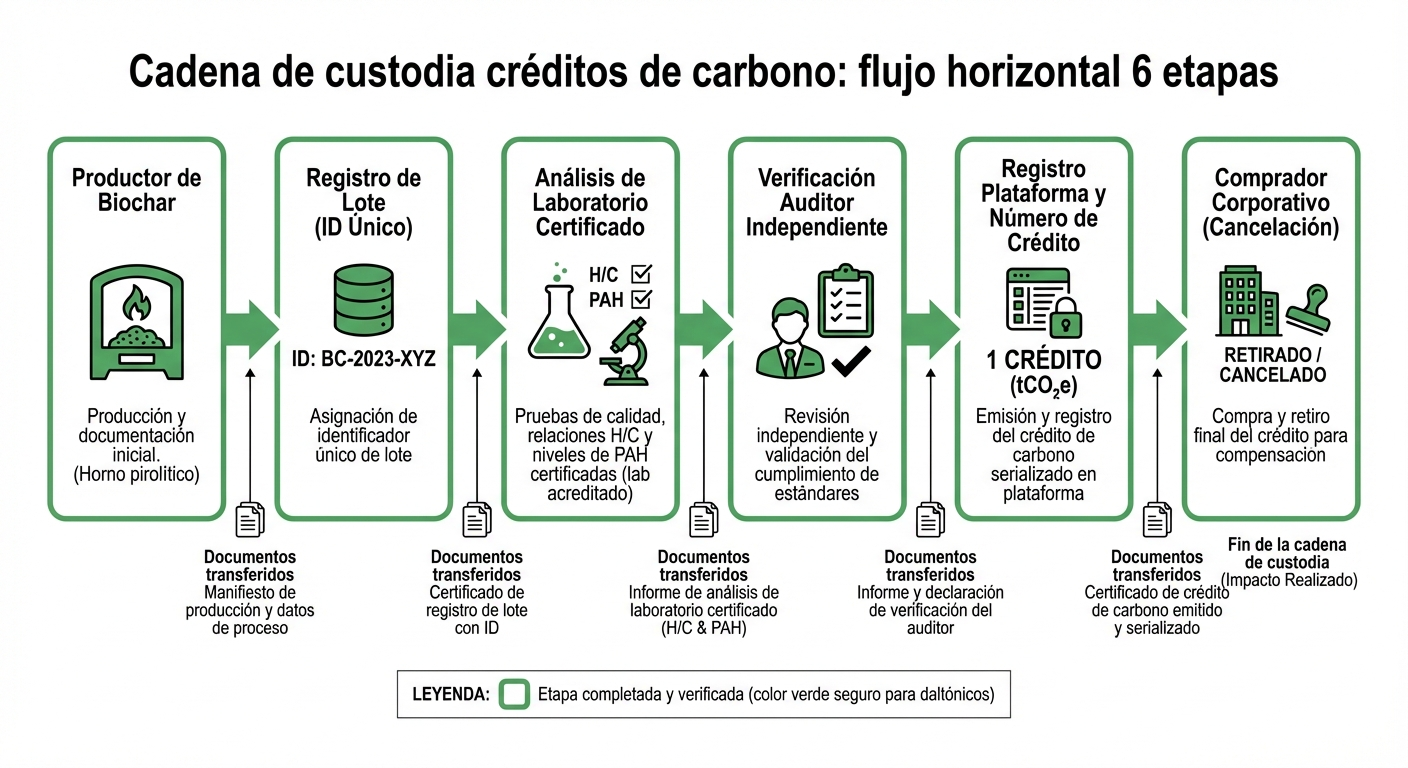 Cadena de custodia créditos de carbono: flujo horizontal 6 etapas
Productor de
Biochar
Producción y
documentación
inicial.
(Horno pirolítico)
Registro de
Lote
(ID Único)
ID: BC-2023-XYZ
Asignación de
identificador
único de lote
Análisis de
Laboratorio
Certificado
H/C
PAH
Pruebas de calidad,
relaciones H/C y
niveles de PAH
certificadas (lab
acreditado)
Verificación
Auditor
Independiente
Revisión
independiente y
validación del
cumplimiento de
estándares
Registro
Plataforma y
Número de
Crédito
1 CRÉDITO
(tCO₂e)
Emisión y registro
del crédito de
carbono
serializado en
plataforma
Comprador
Corporativo
(Cancelación)
RETIRADO /
CANCELADO
Compra y retiro
final del crédito para
compensación
Documentos
transferidos
Manifiesto de
producción y datos
de proceso
Documentos
transferidos
Certificado de
registro de lote
con ID
Documentos
transferidos
Informe de análisis de
laboratorio certificado
(H/C & PAH)
Documentos
transferidos
Informe y declaración
de verificación del
auditor
Documentos
transferidos
Certificado de crédito
de carbono emitido
y serializado
Fin de la cadena
de custodia
(Impacto Realizado)
LEYENDA: Etapa completada y verificada (color verde seguro para daltónicos)